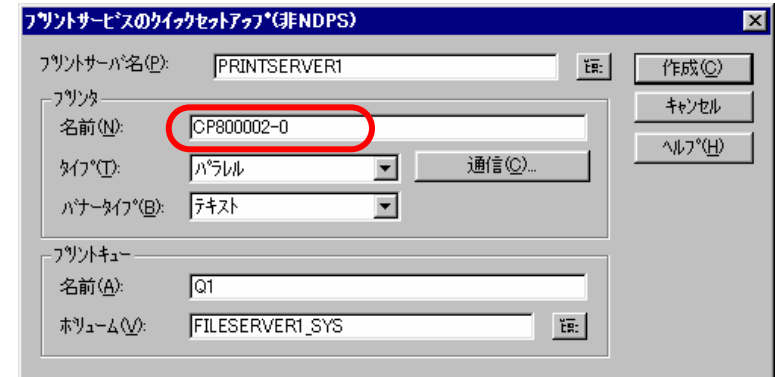 プリントサービスのクイックセットアップ(非NDPS)
プリントサーバ名(P): PRINTSERVER1 作成(C)
プリンタ キャンセル
名前(N): CP800002-0
ヘルプ(H)
タイプ(T): パラレル 通信(C)...
バナータイプ(B): テキスト
プリントキュー
名前(A): Q1
ボリューム(V): FILESERVER1_SYS